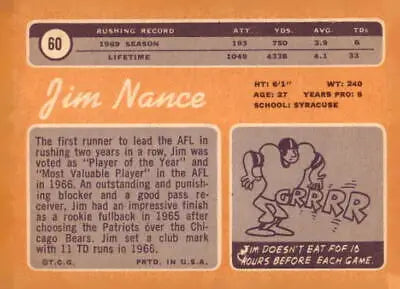 60
RUSHING RECORD ATT. YDS. AVG. TDs
1969 SEASON 193 750 3.9 6
LIFETIME 1049 4338 4.1 33
Jim Nance
HT: 6'1" WT: 240
AGE: 27 YEARS PRO: 5
SCHOOL: SYRACUSE
The first runner to lead the AFL in
rushing two years in a row, Jim was
voted as "Player of the Year" and
"Most Valuable Player" in the AFL
in 1966. An outstanding and punish-
ing blocker and a good pass re-
ceiver, Jim had an impressive finish
as a rookie fullback in 1965 after
choosing the Patriots over the Chi-
cago Bears. Jim set a club mark
with 11 TD runs in 1966.
©T.C.G. PRTD. IN U.S.A.
GRRRR
JIM DOESN'T EAT FOR 10
HOURS BEFORE EACH GAME.